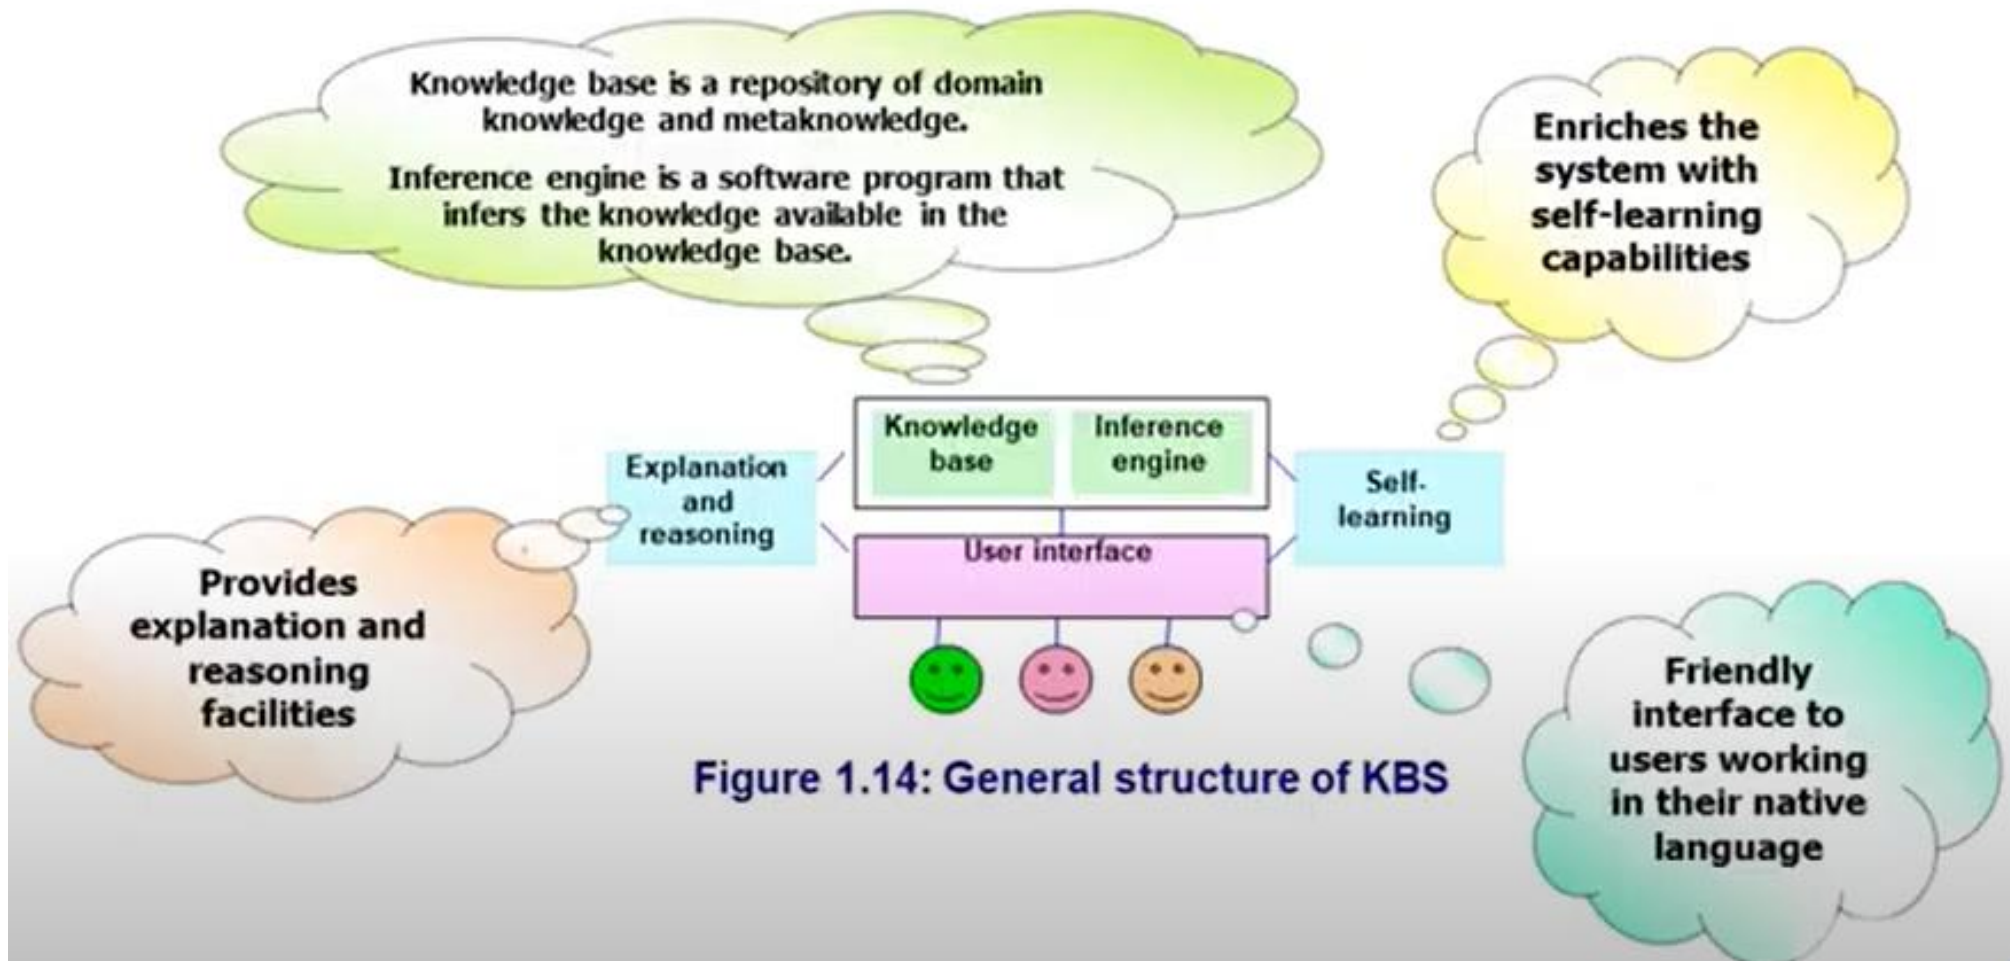 Knowledge base is a repository of domain
knowledge and metaknowledge.
Inference engine is a software program that
infers the knowledge available in the
knowledge base.
Enriches the
system with
self-learning
capabilities
Knowledge
base
Inference
engine
Explanation
and
reasoning
Self-
learning
User interface
Provides
explanation and
reasoning
facilities
Friendly
interface to
users working
in their native
language
Figure 1.14: General structure of KBS